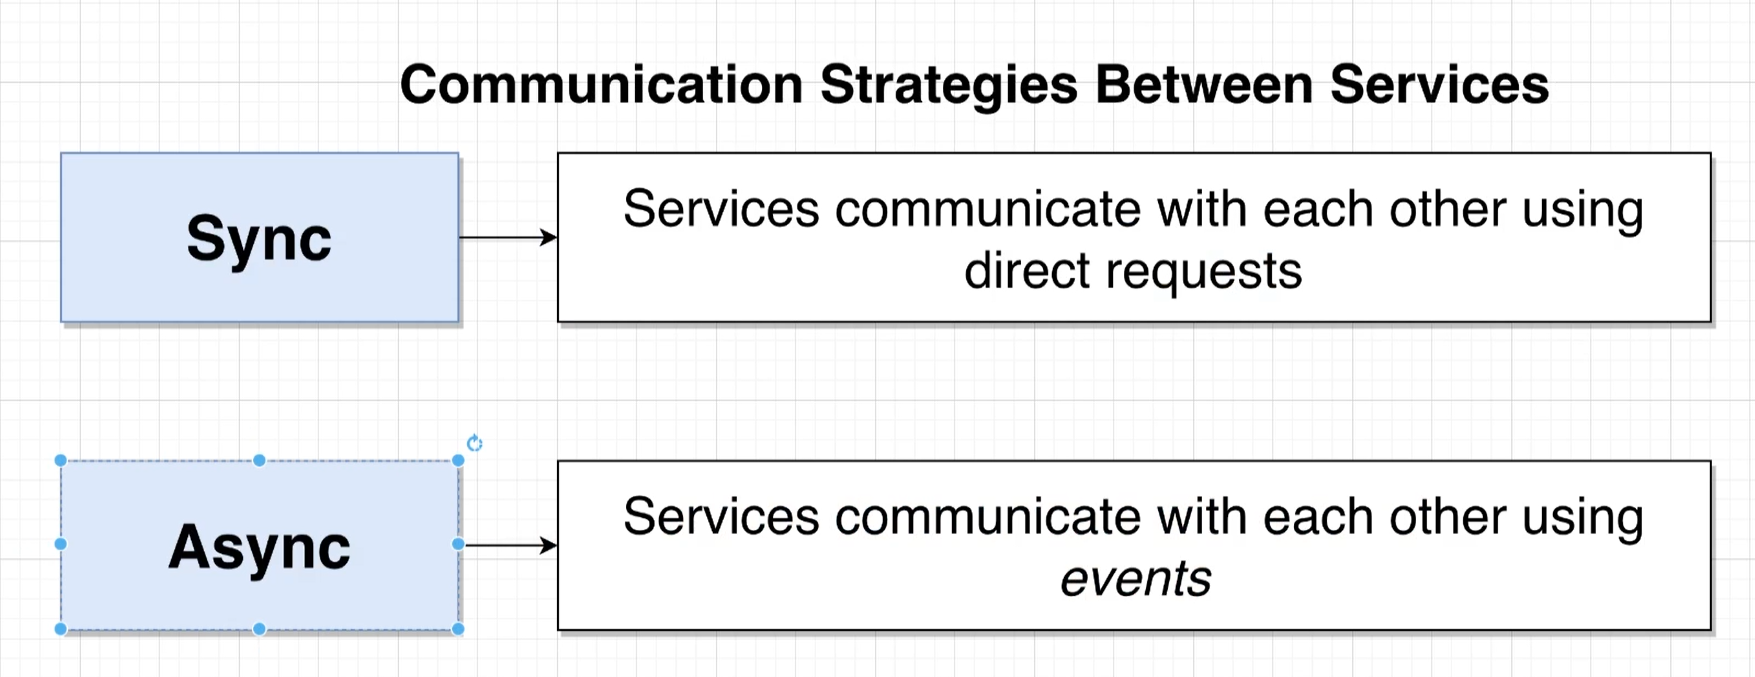 Communication Strategies Between Services
Sync
Services communicate with each other using
direct requests
Async
Services communicate with each other using
events